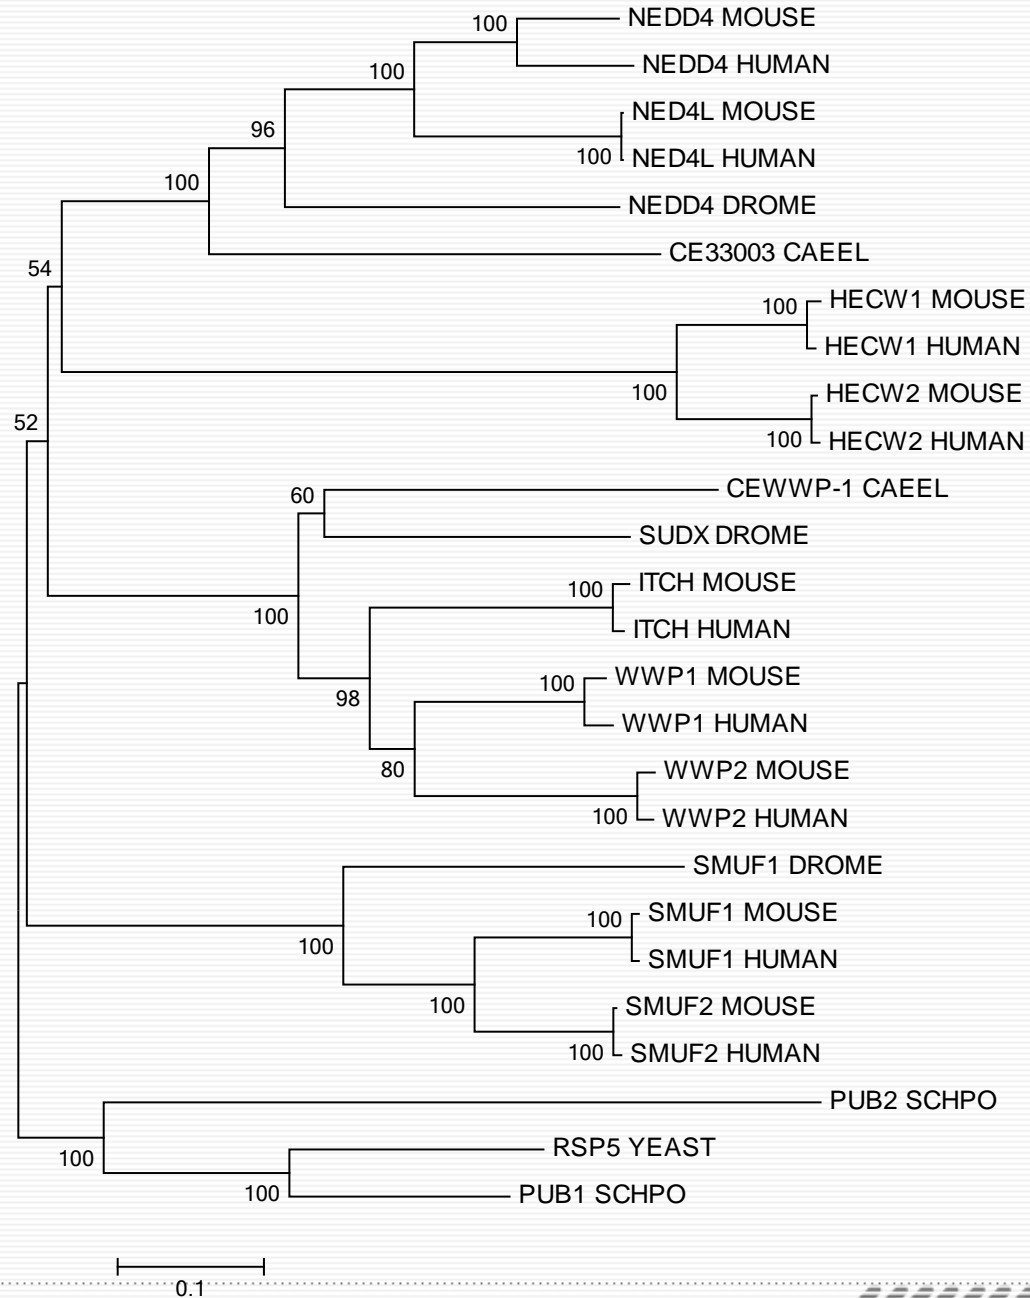 100
NEDD4 MOUSE
NEDD4 HUMAN
100
NED4L MOUSE
100
NED4L HUMAN
96
NEDD4 DROME
100
CE33003 CAEEL
54
100
HECW1 MOUSE
HECW1 HUMAN
100
HECW2 MOUSE
100
HECW2 HUMAN
52
60
CEWWP-1 CAEEL
SUDX DROME
100
100
ITCH MOUSE
ITCH HUMAN
98
100
WWP1 MOUSE
WWP1 HUMAN
80
WWP2 MOUSE
100
WWP2 HUMAN
SMUF1 DROME
100
100
SMUF1 MOUSE
SMUF1 HUMAN
100
SMUF2 MOUSE
100
SMUF2 HUMAN
PUB2 SCHPO
100
RSP5 YEAST
100
PUB1 SCHPO
0.1